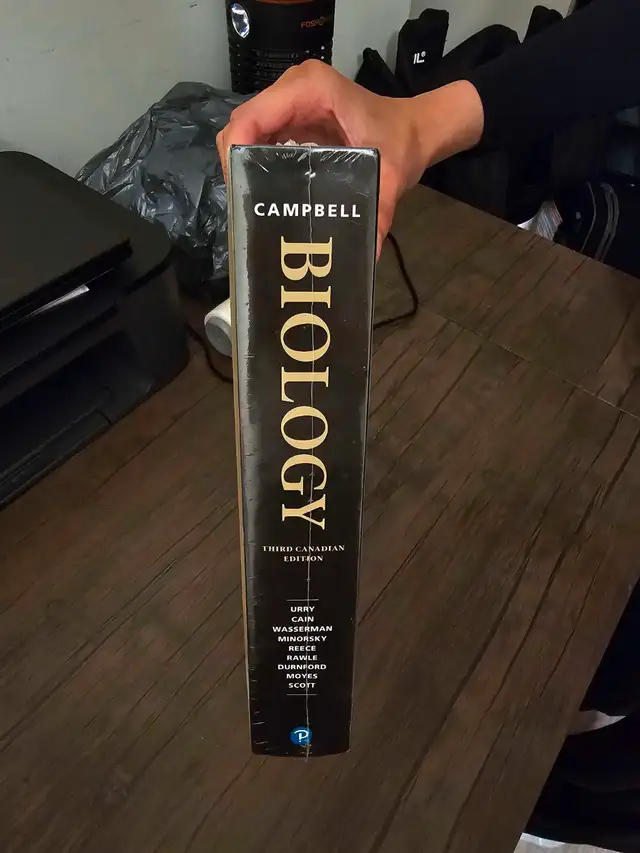 CAMPBELL
BIOLOGY
THIRD CANADIAN
EDITION
URRY
CAIN
WASSERMAN
MINORSKY
REECE
RAWLE
DURNFORD
MOYES
SCOTT
P